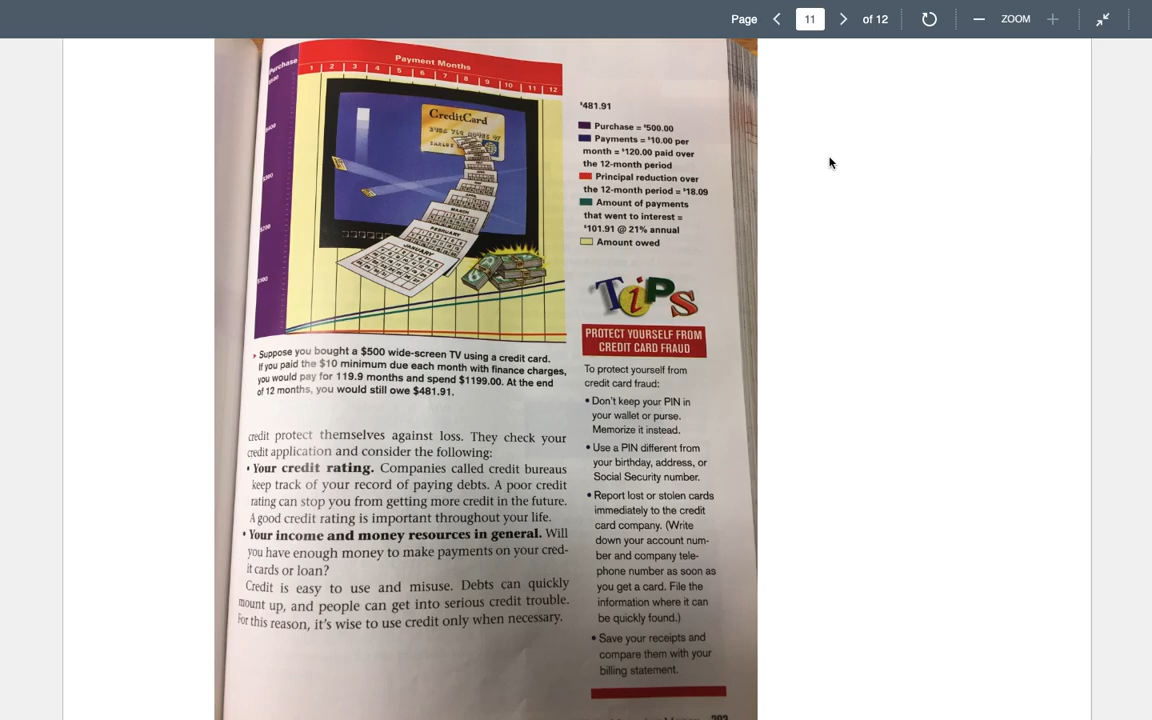 Page 11 of 12 ZOOM
Payment Months
1 2 3 4 5 6 7 8 9 10 11 12
Purchase
CreditCard
MARCH
FEBRUARY
JANUARY
$481.91
Purchase = $500.00
Payments = $10.00 per
month = $120.00 paid over
the 12-month period
Principal reduction over
the 12-month period = $18.09
Amount of payments
that went to interest =
$101.91 @ 21% annual
Amount owed
Suppose you bought a $500 wide-screen TV using a credit card.
If you paid the $10 minimum due each month with finance charges,
you would pay for 119.9 months and spend $1199.00. At the end
of 12 months, you would still owe $481.91.
credit protect themselves against loss. They check your
credit application and consider the following:
• Your credit rating. Companies called credit bureaus
keep track of your record of paying debts. A poor credit
rating can stop you from getting more credit in the future.
A good credit rating is important throughout your life.
• Your income and money resources in general. Will
you have enough money to make payments on your cred-
it cards or loan?
Credit is easy to use and misuse. Debts can quickly
mount up, and people can get into serious credit trouble.
For this reason, it's wise to use credit only when necessary.
TiPS
PROTECT YOURSELF FROM
CREDIT CARD FRAUD
To protect yourself from
credit card fraud:
• Don't keep your PIN in
your wallet or purse.
Memorize it instead.
• Use a PIN different from
your birthday, address, or
Social Security number.
• Report lost or stolen cards
immediately to the credit
card company. (Write
down your account num-
ber and company tele-
phone number as soon as
you get a card. File the
information where it can
be quickly found.)
• Save your receipts and
compare them with your
billing statement.